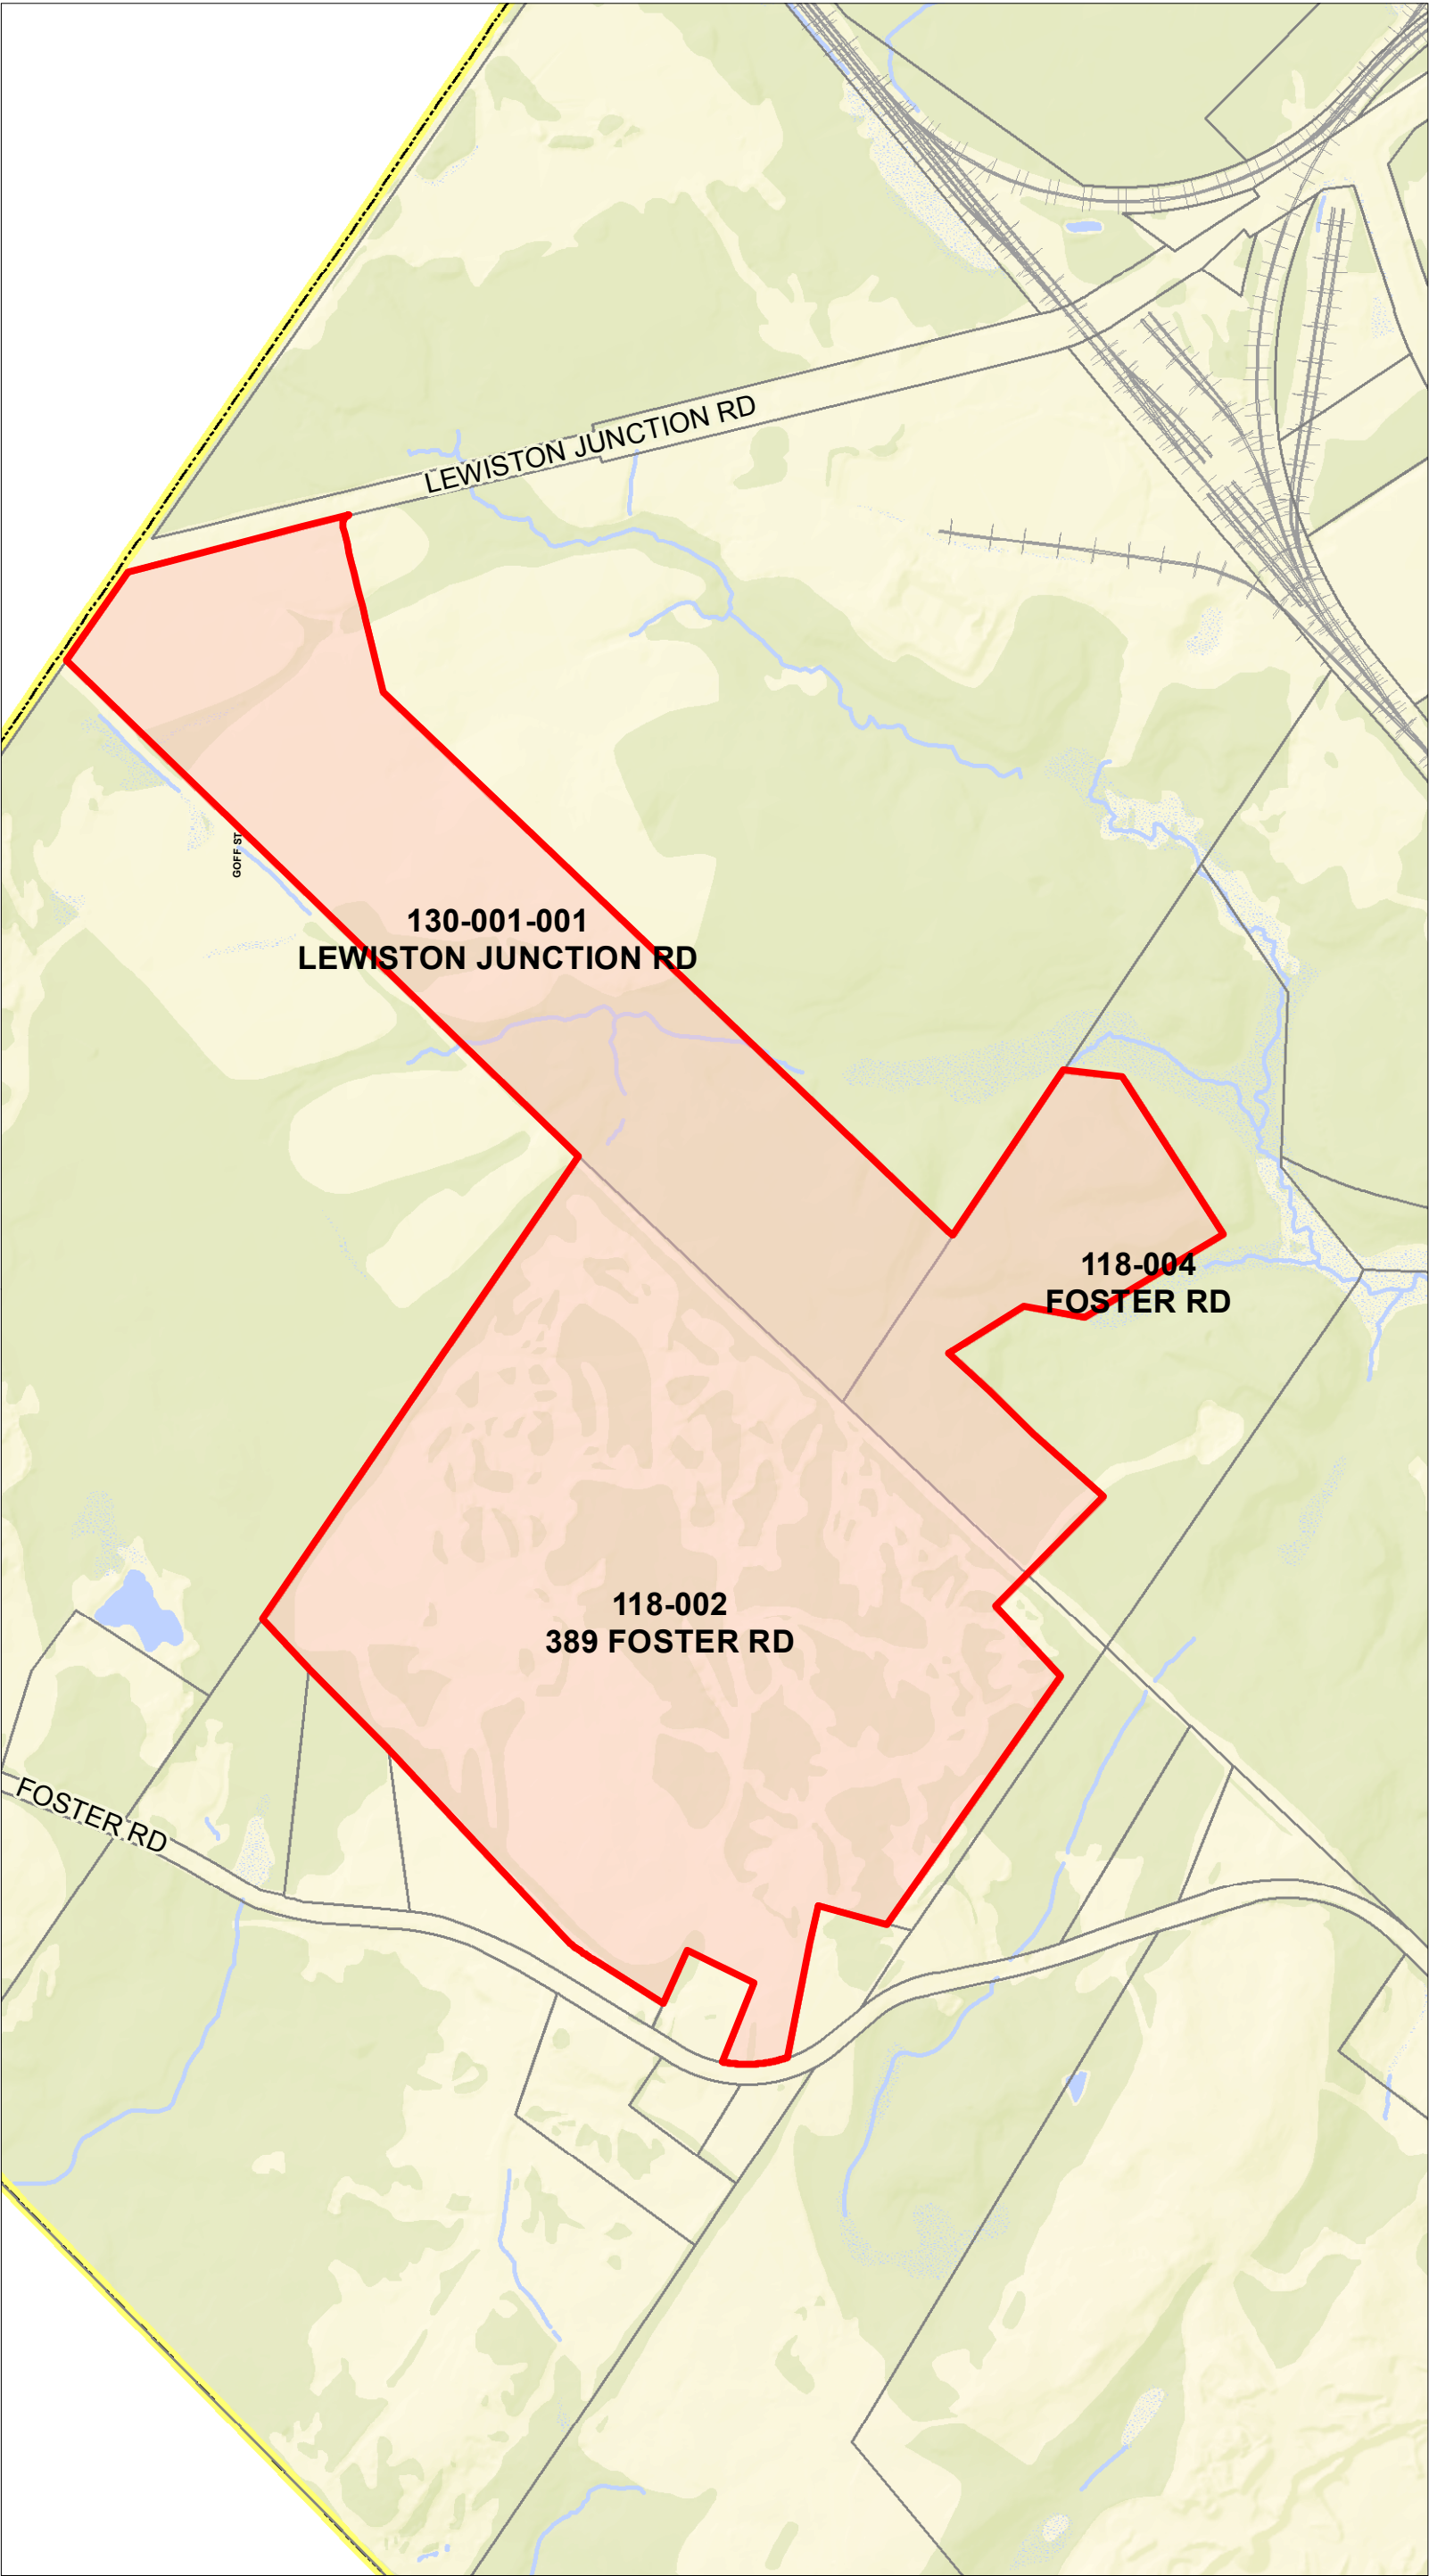 LEWISTON JUNCTION RD
GOFF ST
130-001-001
LEWISTON JUNCTION RD
118-004
FOSTER RD
118-002
389 FOSTER RD
FOSTER RD